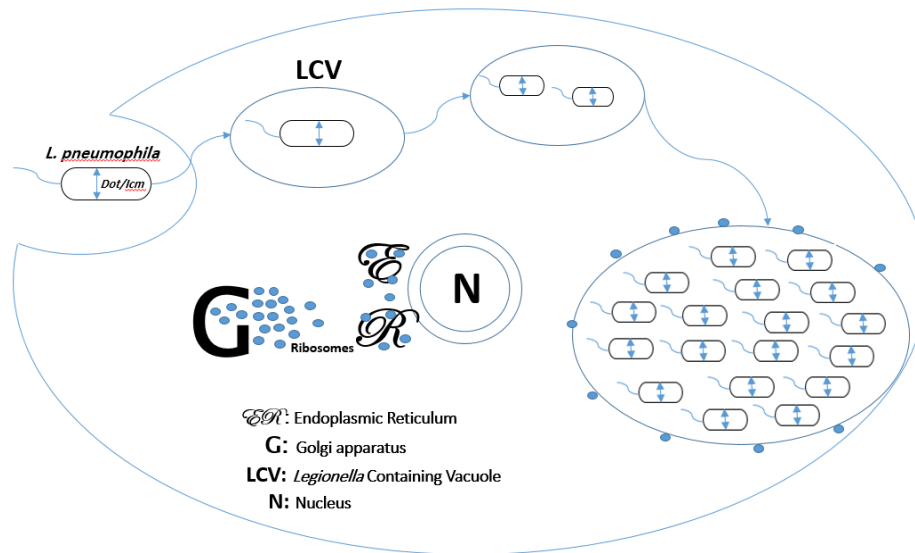 LCV
L. pneumophila
Dot/Icm
E
R
N
G
Ribosomes
ER: Endoplasmic Reticulum
G: Golgi apparatus
LCV: Legionella Containing Vacuole
N: Nucleus